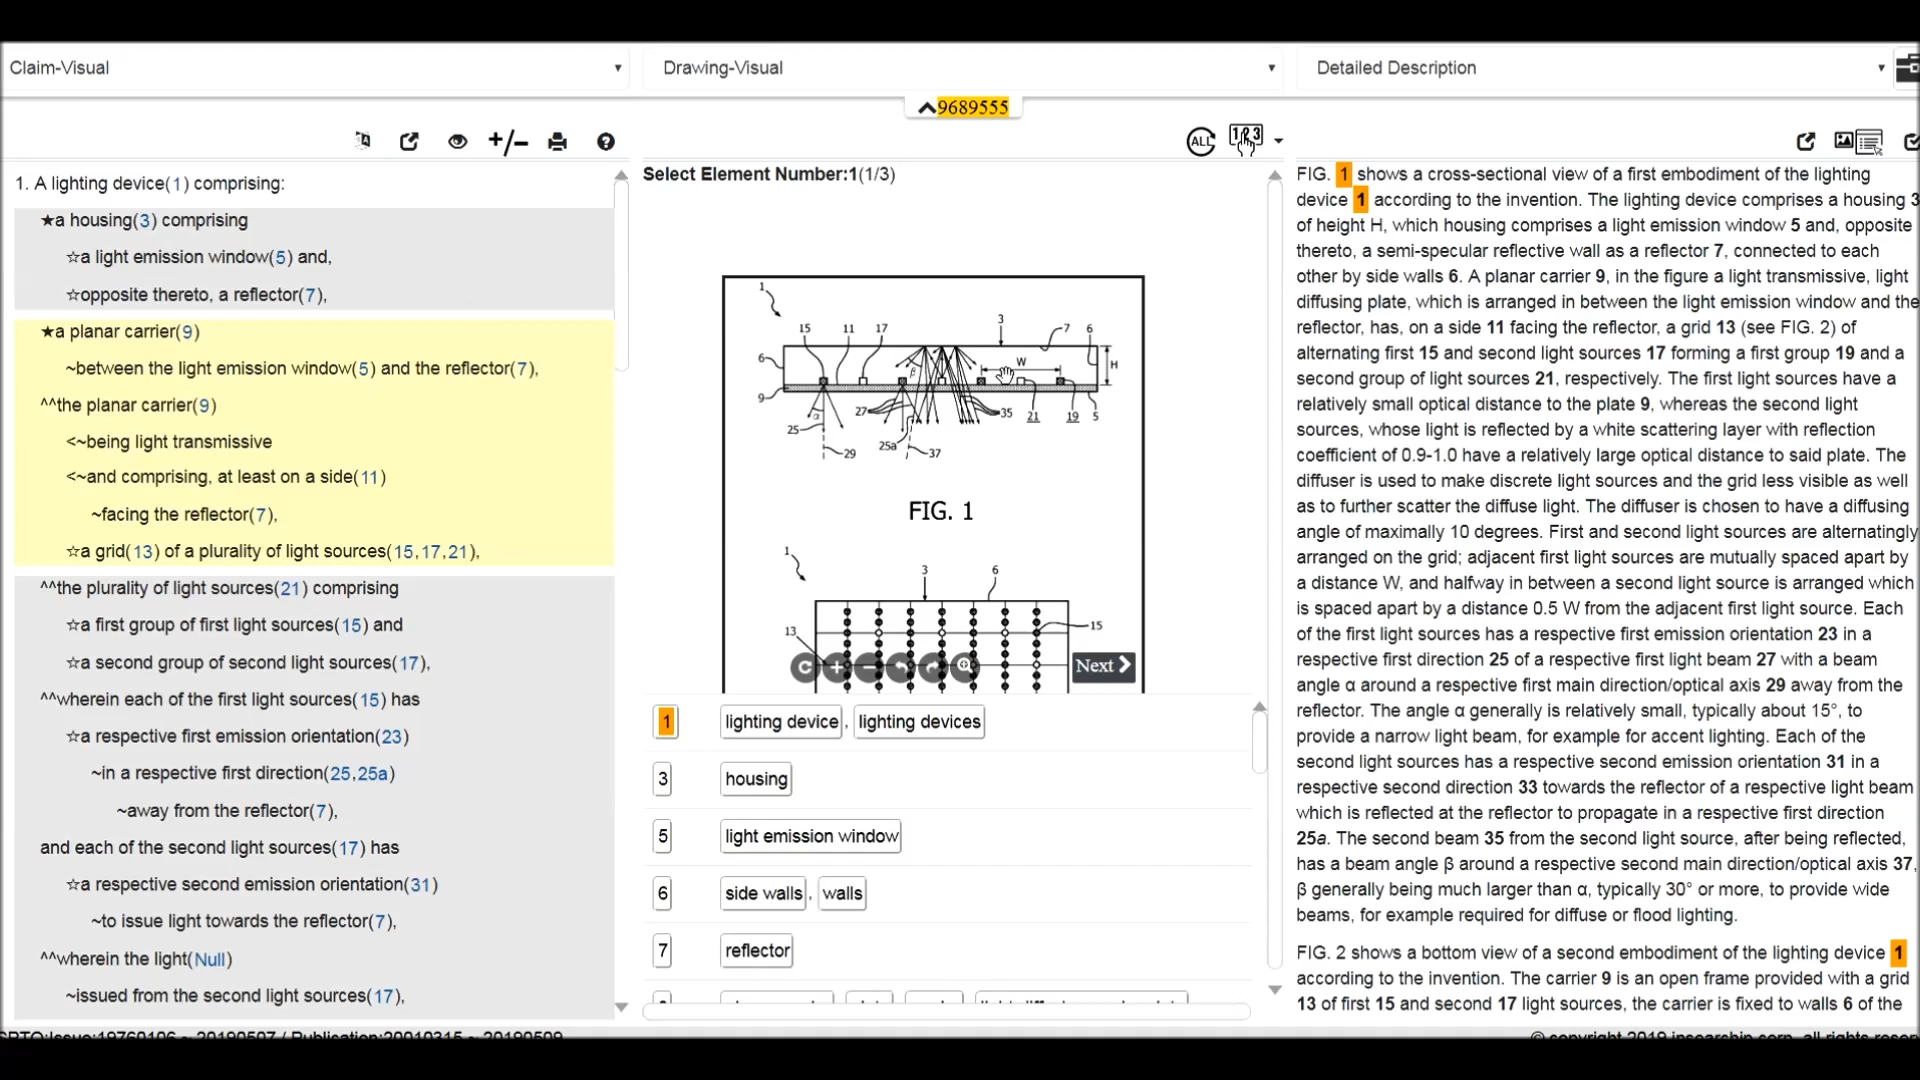 Claim-Visual
Drawing-Visual
Detailed Description
9689555
+/−
ALL
123
Select Element Number:1(1/3)
1. A lighting device(1) comprising:
★a housing(3) comprising
☆a light emission window(5) and,
☆opposite thereto, a reflector(7),
★a planar carrier(9)
~between the light emission window(5) and the reflector(7),
^^the planar carrier(9)
<~being light transmissive
<~and comprising, at least on a side(11)
~facing the reflector(7),
☆a grid(13) of a plurality of light sources(15,17,21),
^^the plurality of light sources(21) comprising
☆a first group of first light sources(15) and
☆a second group of second light sources(17),
^^wherein each of the first light sources(15) has
☆a respective first emission orientation(23)
~in a respective first direction(25,25a)
~away from the reflector(7),
and each of the second light sources(17) has
☆a respective second emission orientation(31)
~to issue light towards the reflector(7),
^^wherein the light(Null)
~issued from the second light sources(17),
1
15 11 17 3 7 6
6 β W H
9 α 27 35 21 19 5
25 25a
29 37
FIG. 1
1 3 6
13 15
Next
1 lighting device , lighting devices
3 housing
5 light emission window
6 side walls , walls
7 reflector
FIG. 1 shows a cross-sectional view of a first embodiment of the lighting
device 1 according to the invention. The lighting device comprises a housing 3
of height H, which housing comprises a light emission window 5 and, opposite
thereto, a semi-specular reflective wall as a reflector 7, connected to each
other by side walls 6. A planar carrier 9, in the figure a light transmissive, light
diffusing plate, which is arranged in between the light emission window and the
reflector, has, on a side 11 facing the reflector, a grid 13 (see FIG. 2) of
alternating first 15 and second light sources 17 forming a first group 19 and a
second group of light sources 21, respectively. The first light sources have a
relatively small optical distance to the plate 9, whereas the second light
sources, whose light is reflected by a white scattering layer with reflection
coefficient of 0.9-1.0 have a relatively large optical distance to said plate. The
diffuser is used to make discrete light sources and the grid less visible as well
as to further scatter the diffuse light. The diffuser is chosen to have a diffusing
angle of maximally 10 degrees. First and second light sources are alternatingly
arranged on the grid; adjacent first light sources are mutually spaced apart by
a distance W, and halfway in between a second light source is arranged which
is spaced apart by a distance 0.5 W from the adjacent first light source. Each
of the first light sources has a respective first emission orientation 23 in a
respective first direction 25 of a respective first light beam 27 with a beam
angle α around a respective first main direction/optical axis 29 away from the
reflector. The angle α generally is relatively small, typically about 15°, to
provide a narrow light beam, for example for accent lighting. Each of the
second light sources has a respective second emission orientation 31 in a
respective second direction 33 towards the reflector of a respective light beam
which is reflected at the reflector to propagate in a respective first direction
25a. The second beam 35 from the second light source, after being reflected,
has a beam angle β around a respective second main direction/optical axis 37,
β generally being much larger than α, typically 30° or more, to provide wide
beams, for example required for diffuse or flood lighting.
FIG. 2 shows a bottom view of a second embodiment of the lighting device 1
according to the invention. The carrier 9 is an open frame provided with a grid
13 of first 15 and second 17 light sources, the carrier is fixed to walls 6 of the